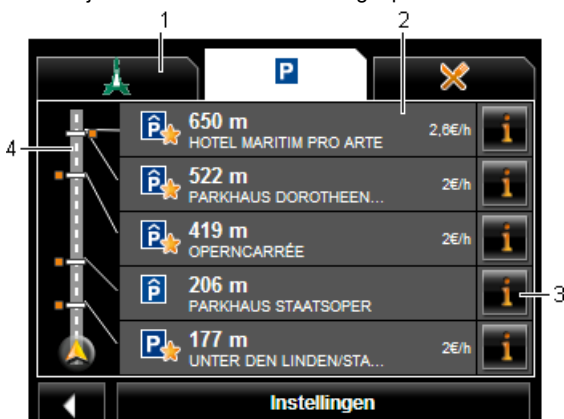 1
2
P
4
P
650 m
2,6€/h
i
HOTEL MARITIM PRO ARTE
P
522 m
2€/h
i
PARKHAUS DOROTHEEN...
P
419 m
2€/h
i
OPERNCARRÉE
P
206 m
i
3
PARKHAUS STAATSOPER
P
177 m
2€/h
i
UNTER DEN LINDEN/STA...
Instellingen